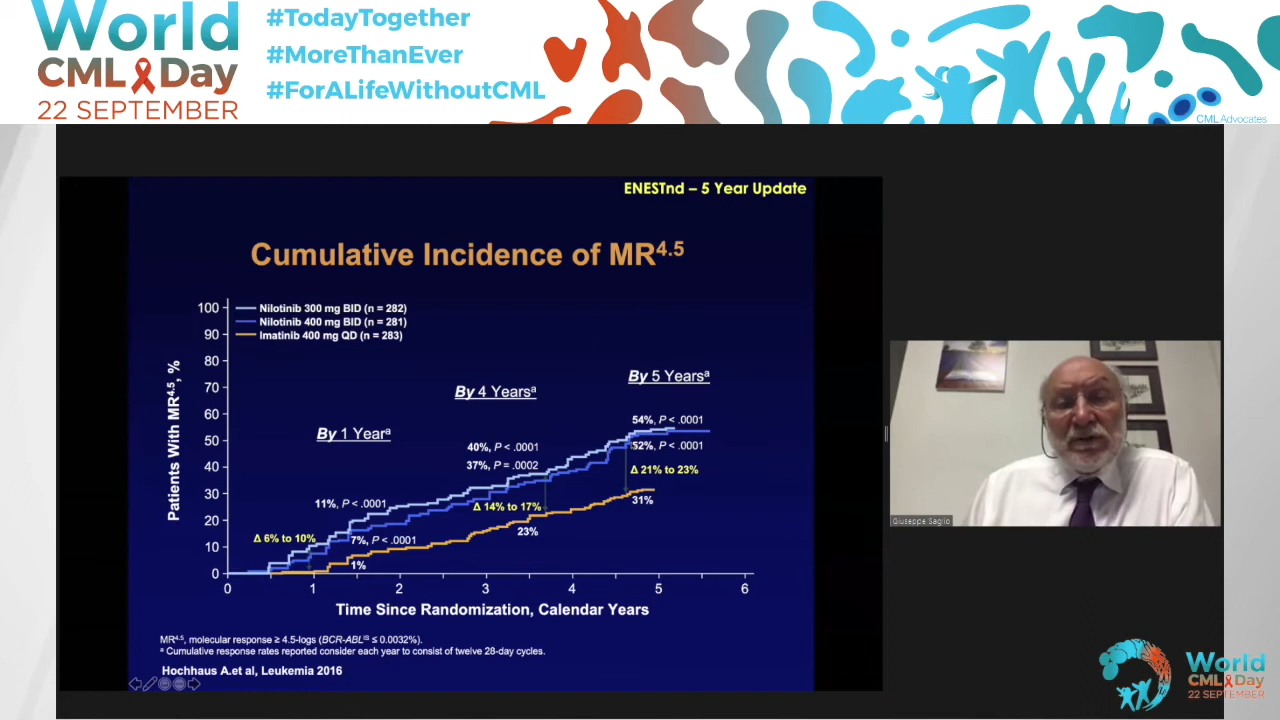 World
CML Day
22 SEPTEMBER
#TodayTogether
#MoreThanEver
#ForALifeWithoutCML
CML Advocates
ENESTnd – 5 Year Update
Cumulative Incidence of MR4.5
Patients With MR4.5, %
100
90
80
70
60
50
40
30
20
10
0
Nilotinib 300 mg BID (n = 282)
Nilotinib 400 mg BID (n = 281)
Imatinib 400 mg QD (n = 283)
By 1 Yearª
11%, P < .0001
Δ 6% to 10%
7%, P < .0001
1%
By 4 Yearsª
40%, P < .0001
37%, P = .0002
Δ 14% to 17%
23%
By 5 Yearsª
54%, P < .0001
52%, P < .0001
Δ 21% to 23%
31%
0 1 2 3 4 5 6
Time Since Randomization, Calendar Years
MR4.5, molecular response ≥ 4.5-logs (BCR-ABLIS ≤ 0.0032%).
ª Cumulative response rates reported consider each year to consist of twelve 28-day cycles.
Hochhaus A.et al, Leukemia 2016
Giuseppe Saglio
World
CML Day
22 SEPTEMBER